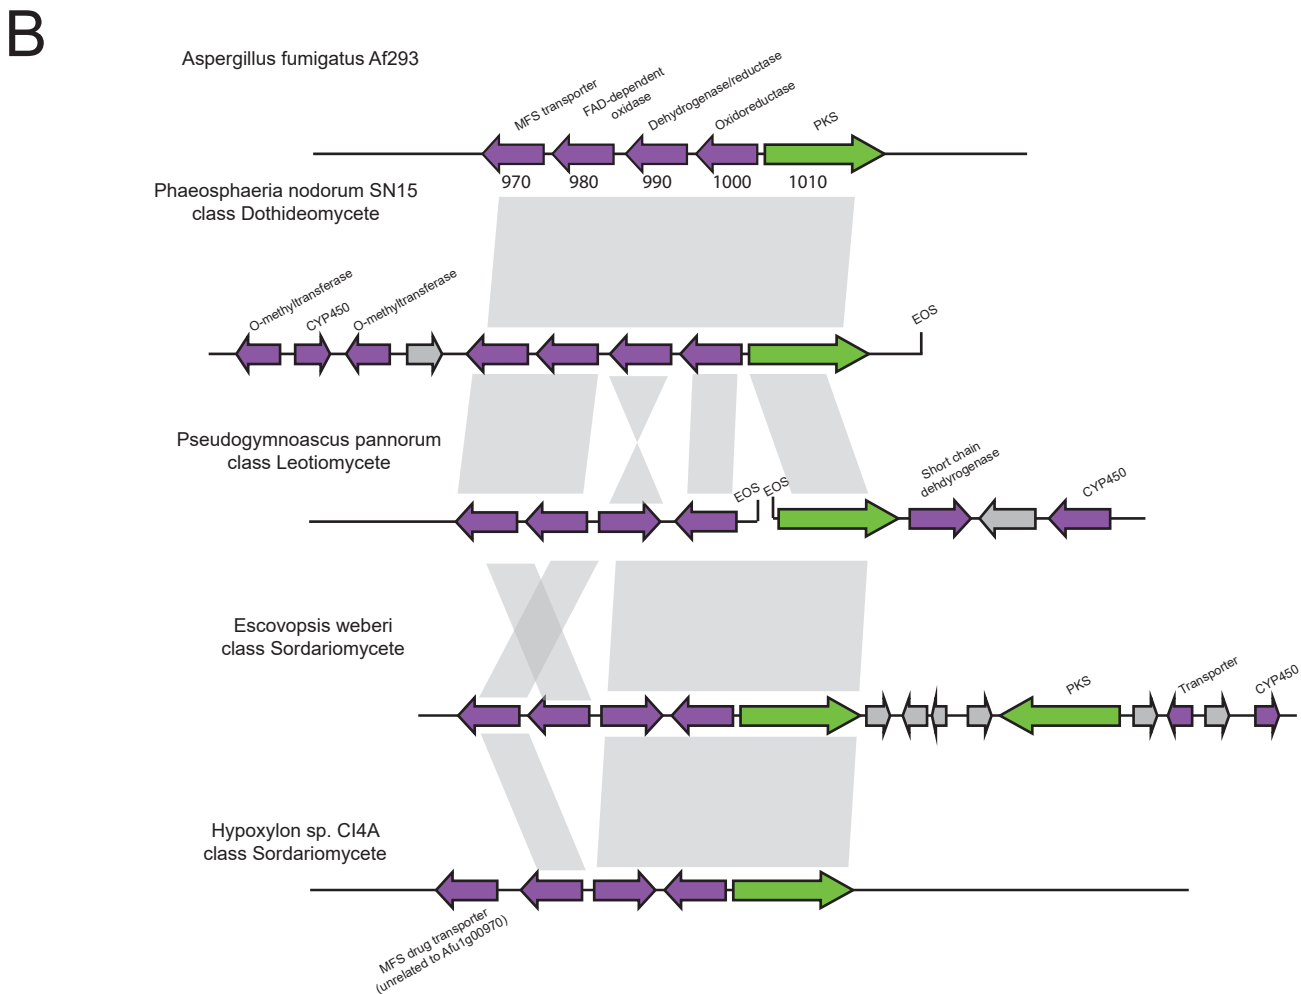 B
Aspergillus fumigatus Af293
MFS transporter
FAD-dependent
oxidase
Dehydrogenase/reductase
Oxidoreductase
PKS
970 980 990 1000 1010
Phaeosphaeria nodorum SN15
class Dothideomycete
O-methyltransferase
CYP450
O-methyltransferase
EOS
Pseudogymnoascus pannorum
class Leotiomycete
EOS
EOS
Short chain
dehdyrogenase
CYP450
Escovopsis weberi
class Sordariomycete
PKS
Transporter
CYP450
Hypoxylon sp. CI4A
class Sordariomycete
MFS drug transporter
(unrelated to Afu1g00970)